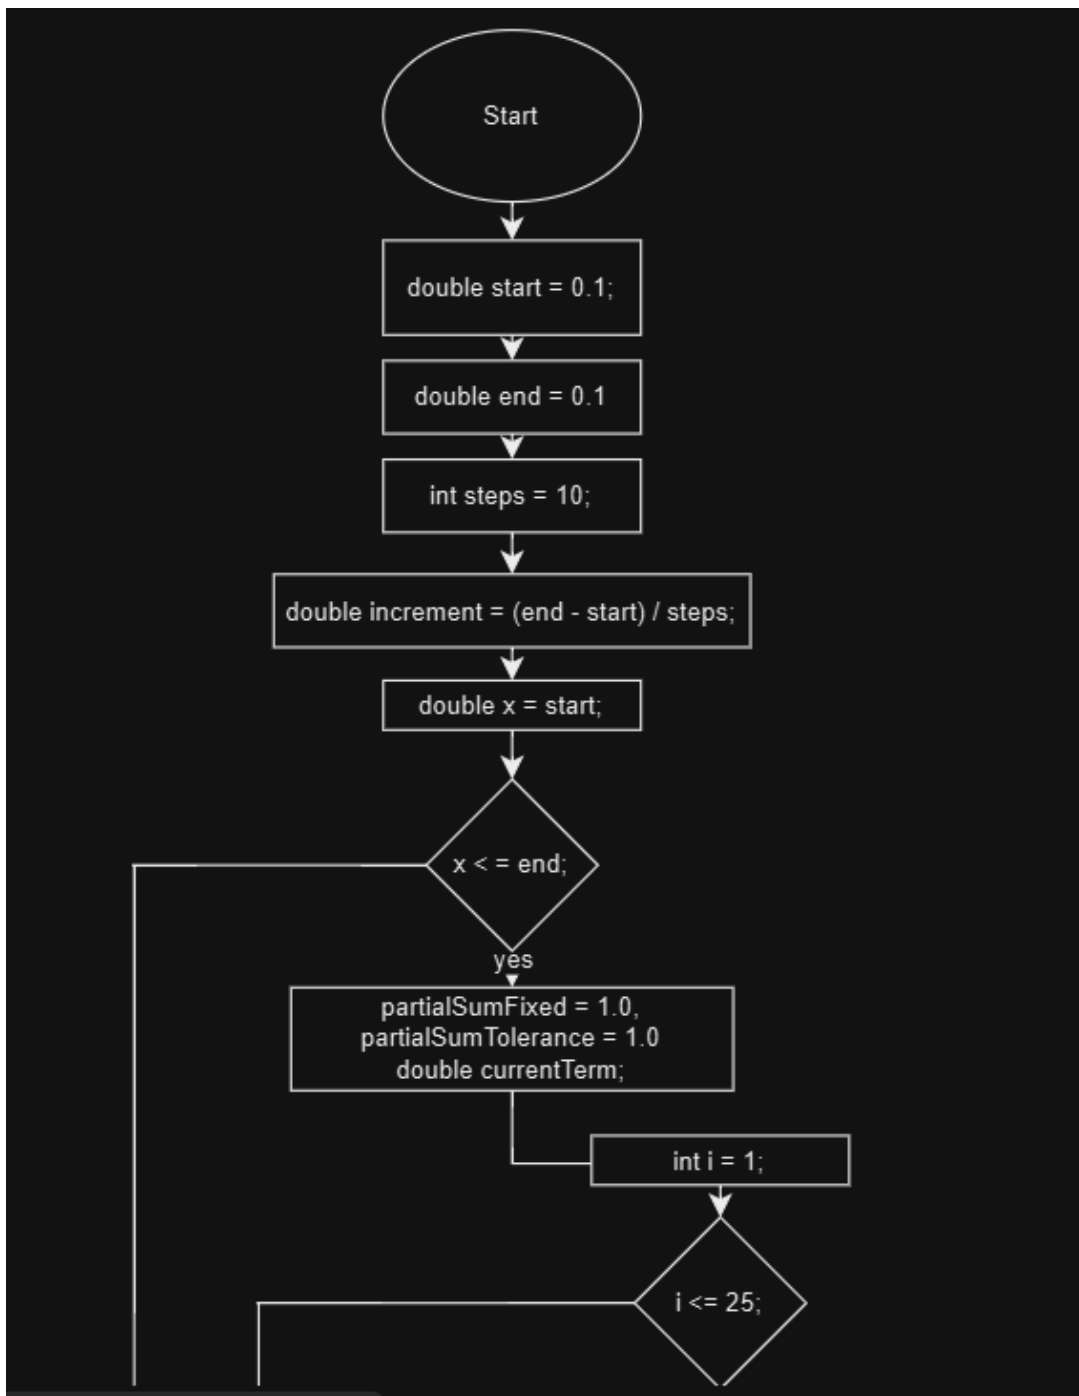 Start
double start = 0.1;
double end = 0.1
int steps = 10;
double increment = (end - start) / steps;
double x = start;
x < = end;
yes
partialSumFixed = 1.0,
partialSumTolerance = 1.0
double currentTerm;
int i = 1;
i <= 25;